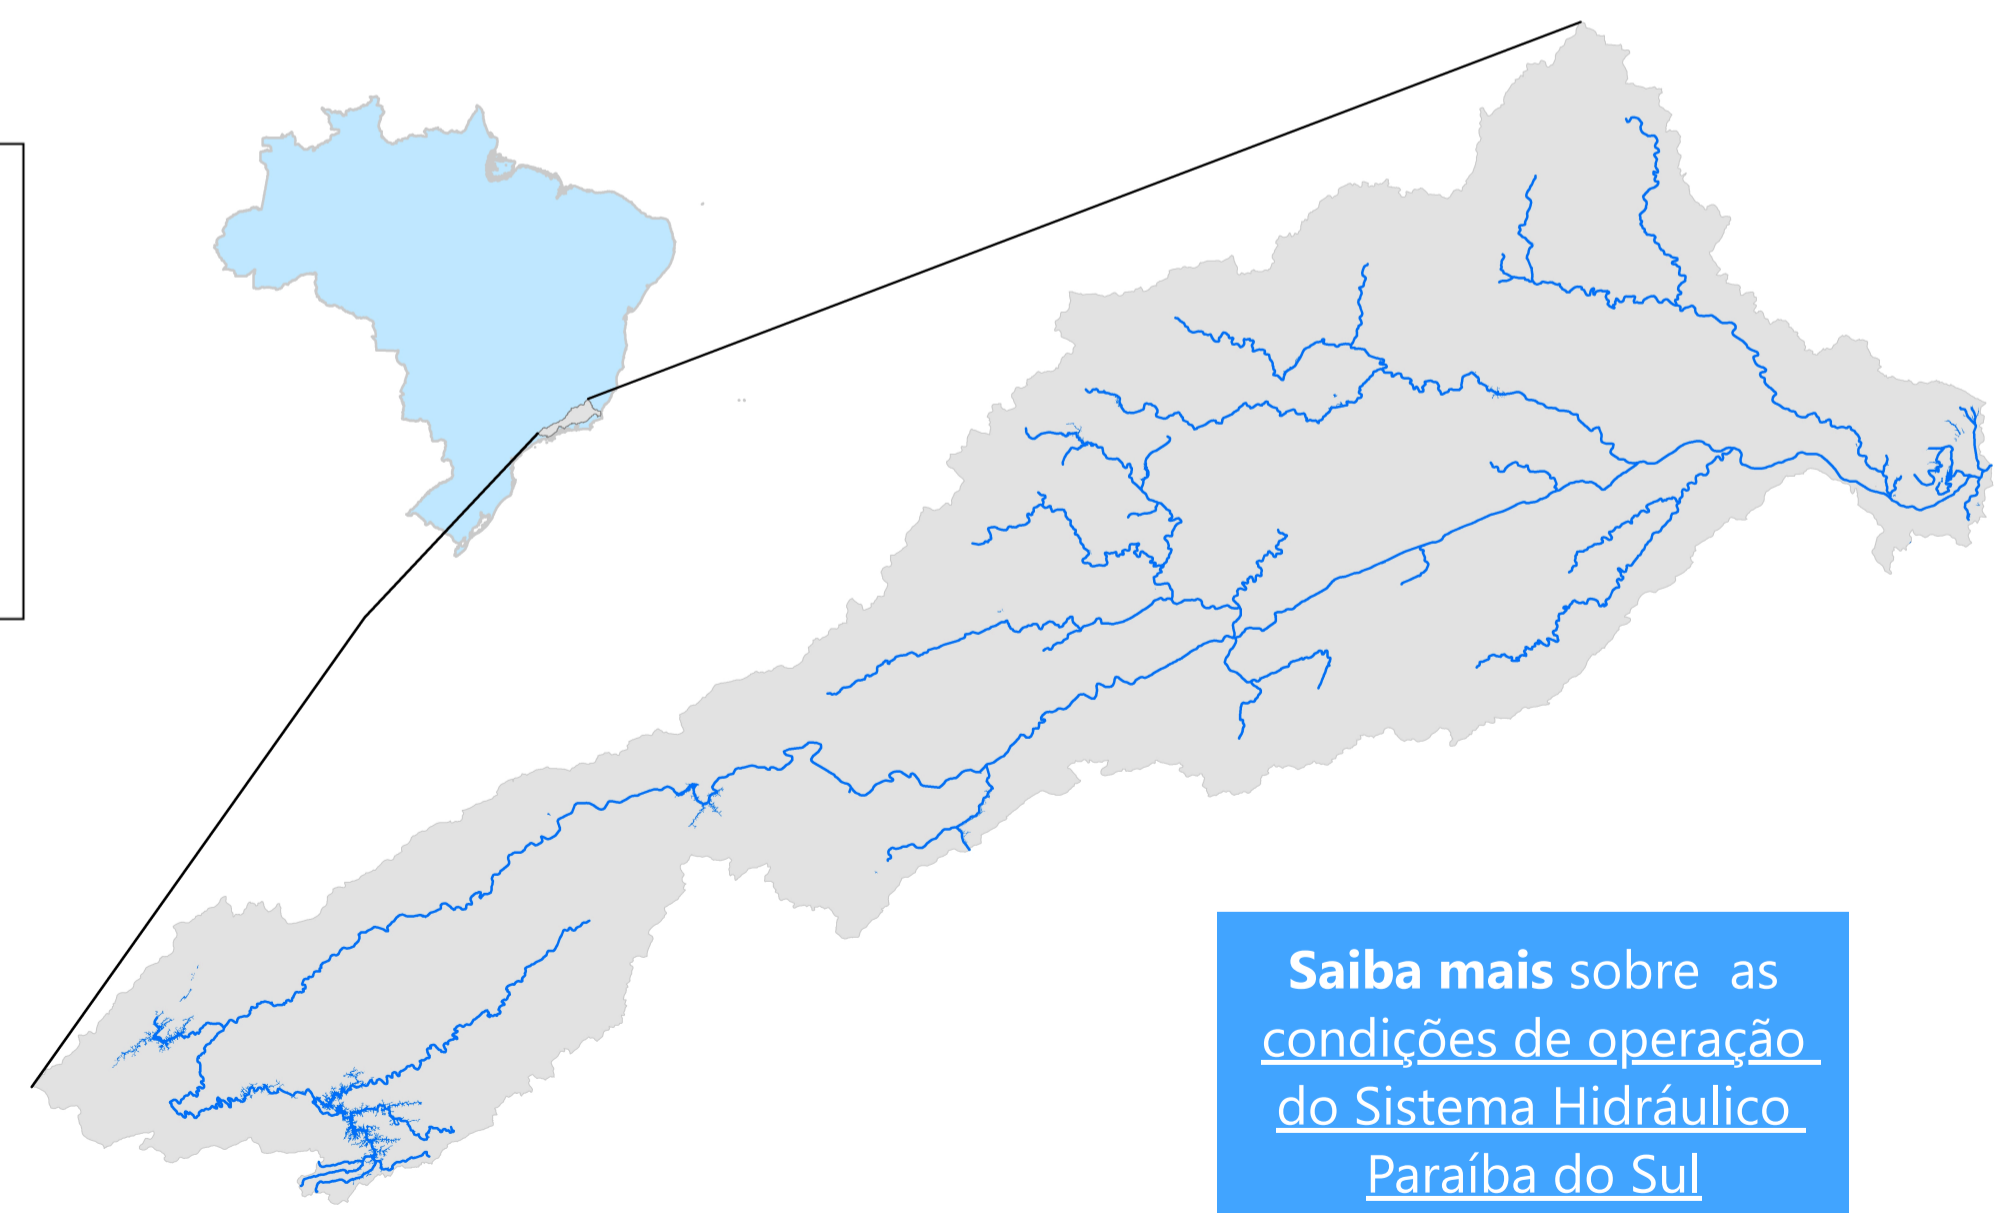 Saiba mais sobre as
condições de operação
do Sistema Hidráulico
Paraíba do Sul